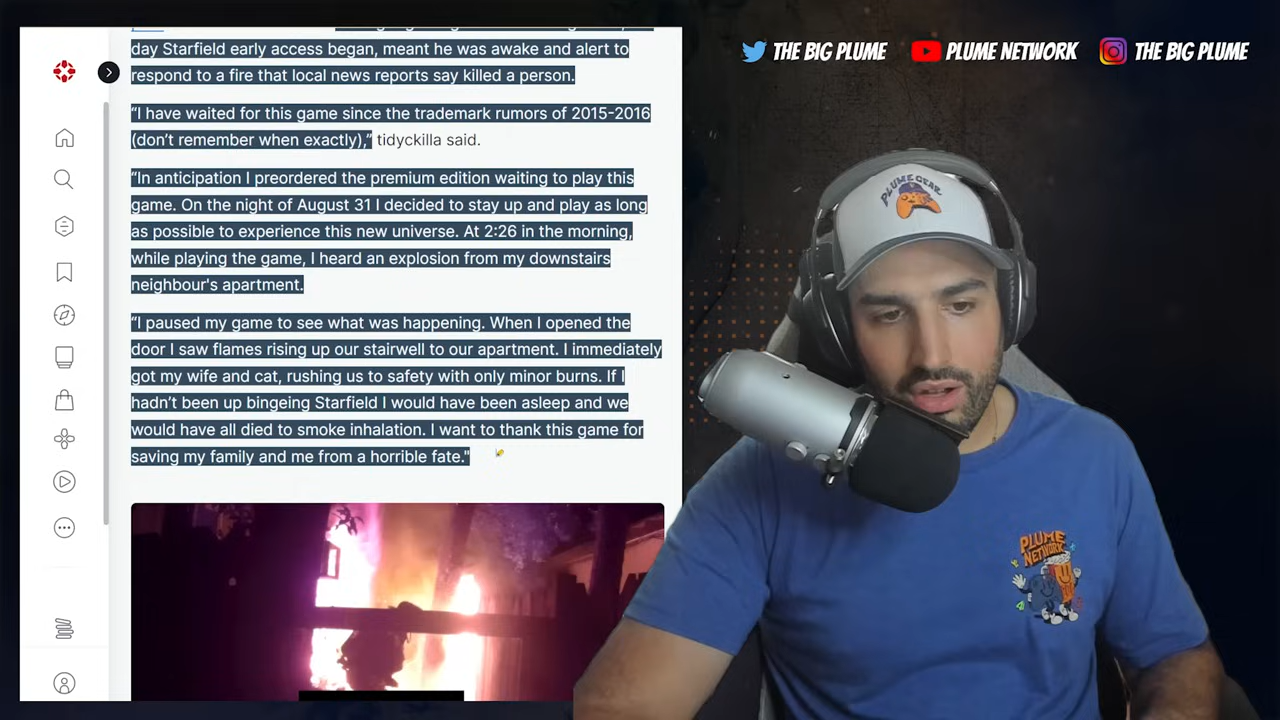 day Starfield early access began, meant he was awake and alert to
respond to a fire that local news reports say killed a person.
“I have waited for this game since the trademark rumors of 2015-2016
(don’t remember when exactly),” tidyckilla said.
“In anticipation I preordered the premium edition waiting to play this
game. On the night of August 31 I decided to stay up and play as long
as possible to experience this new universe. At 2:26 in the morning,
while playing the game, I heard an explosion from my downstairs
neighbour's apartment.
“I paused my game to see what was happening. When I opened the
door I saw flames rising up our stairwell to our apartment. I immediately
got my wife and cat, rushing us to safety with only minor burns. If I
hadn’t been up bingeing Starfield I would have been asleep and we
would have all died to smoke inhalation. I want to thank this game for
saving my family and me from a horrible fate."
THE BIG PLUME
PLUME NETWORK
THE BIG PLUME
PLUME GEAR
PLUME
NETWORK